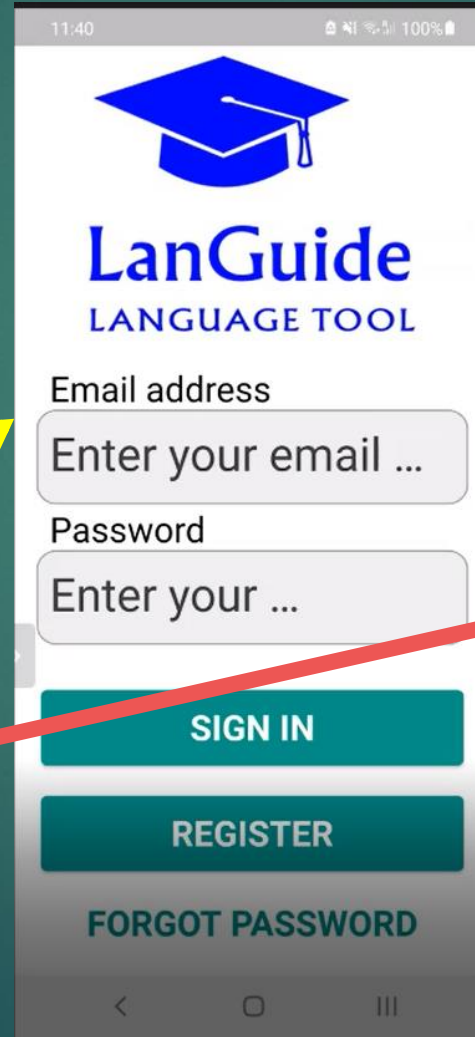 11:40
100%
LanGuide
LANGUAGE TOOL
Email address
Enter your email ...
Password
Enter your ...
SIGN IN
REGISTER
FORGOT PASSWORD